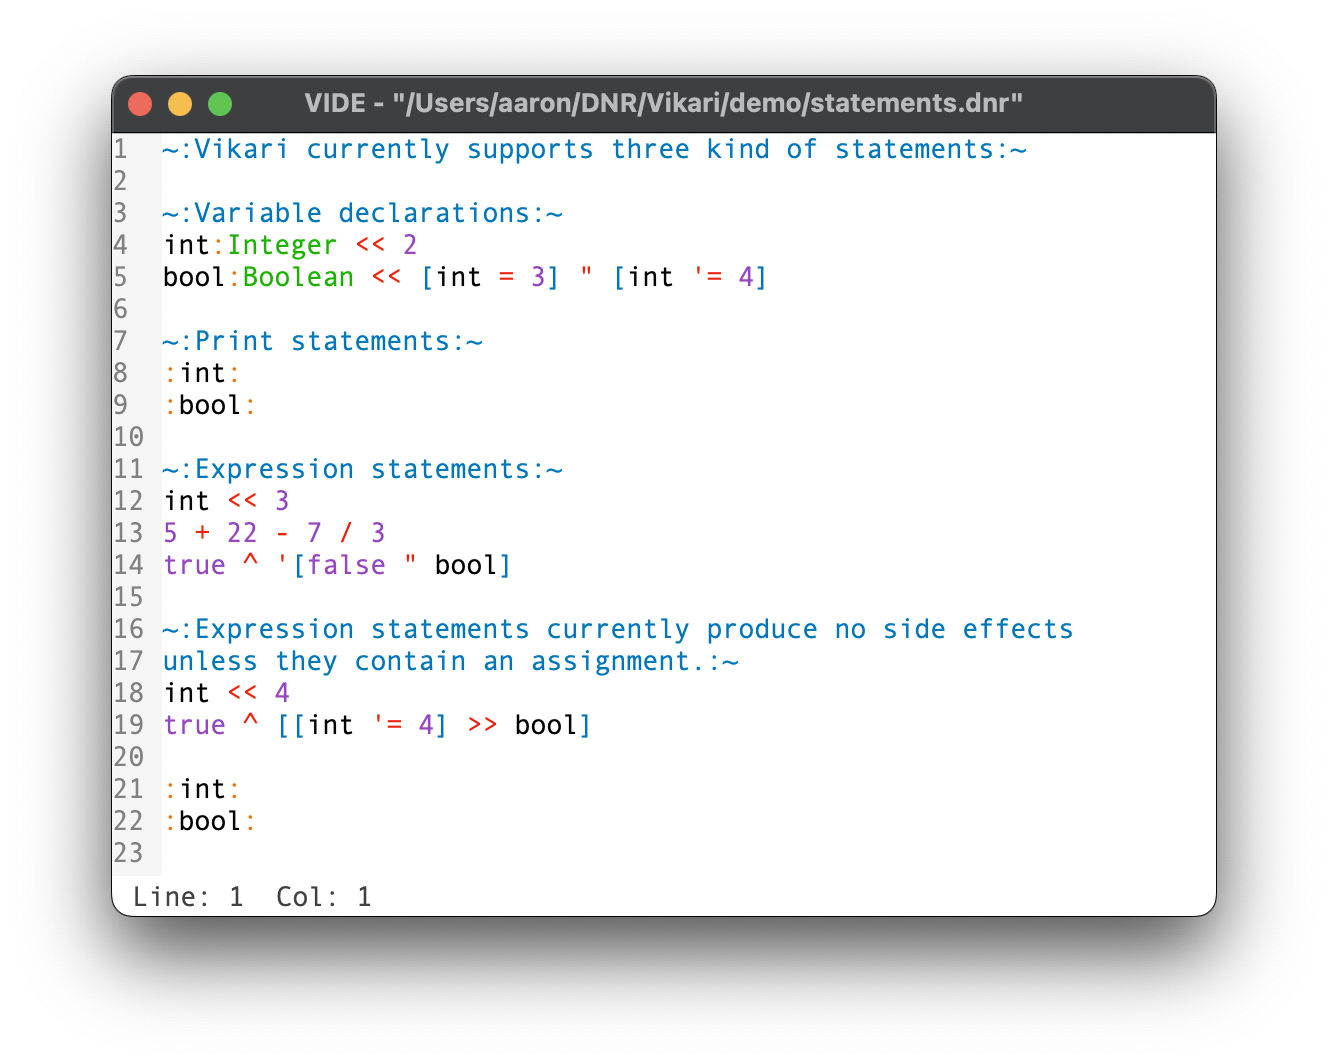 VIDE - "/Users/aaron/DNR/Vikari/demo/statements.dnr"
1 ~:Vikari currently supports three kind of statements:~
2
3 ~:Variable declarations:~
4 int:Integer << 2
5 bool:Boolean << [int = 3] " [int '= 4]
6
7 ~:Print statements:~
8 :int:
9 :bool:
10
11 ~:Expression statements:~
12 int << 3
13 5 + 22 - 7 / 3
14 true ^ '[false " bool]
15
16 ~:Expression statements currently produce no side effects
17 unless they contain an assignment.:~
18 int << 4
19 true ^ [[int '= 4] >> bool]
20
21 :int:
22 :bool:
23
Line: 1  Col: 1